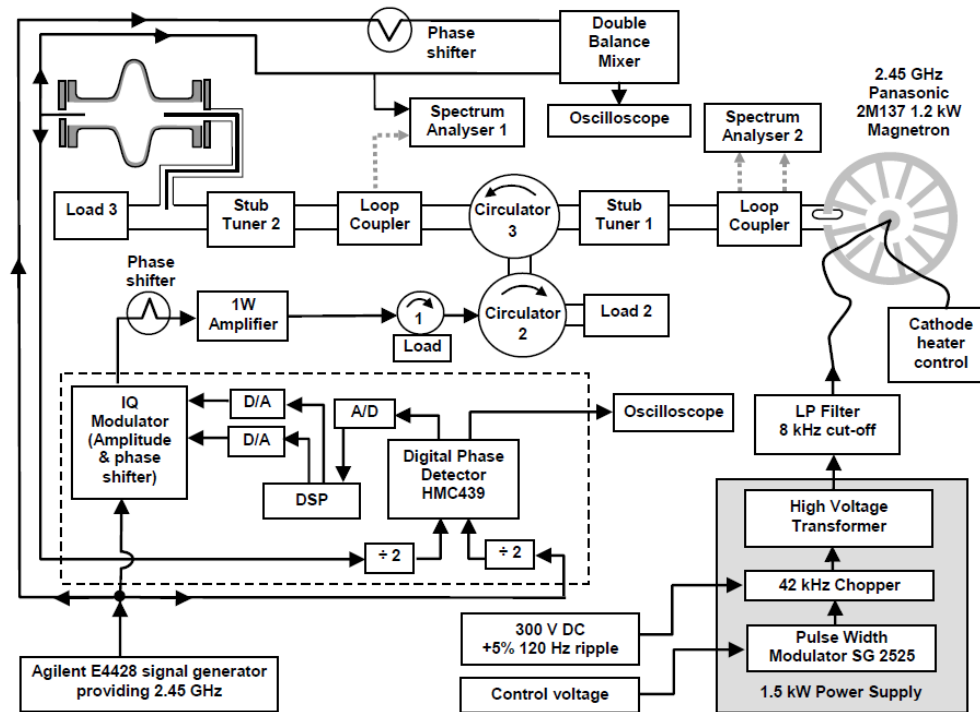 Phase
shifter
Double
Balance
Mixer
Oscilloscope
Spectrum
Analyser 1
Spectrum
Analyser 2
2.45 GHz
Panasonic
2M137 1.2 kW
Magnetron
Load 3
Stub
Tuner 2
Loop
Coupler
Circulator
3
Stub
Tuner 1
Loop
Coupler
Phase
shifter
1W
Amplifier
1
Load
Circulator
2
Load 2
Cathode
heater
control
IQ
Modulator
(Amplitude
& phase
shifter)
D/A
D/A
A/D
DSP
Digital Phase
Detector
HMC439
Oscilloscope
÷ 2
÷ 2
LP Filter
8 kHz cut-off
High Voltage
Transformer
42 kHz Chopper
Pulse Width
Modulator SG 2525
1.5 kW Power Supply
300 V DC
+5% 120 Hz ripple
Control voltage
Agilent E4428 signal generator
providing 2.45 GHz